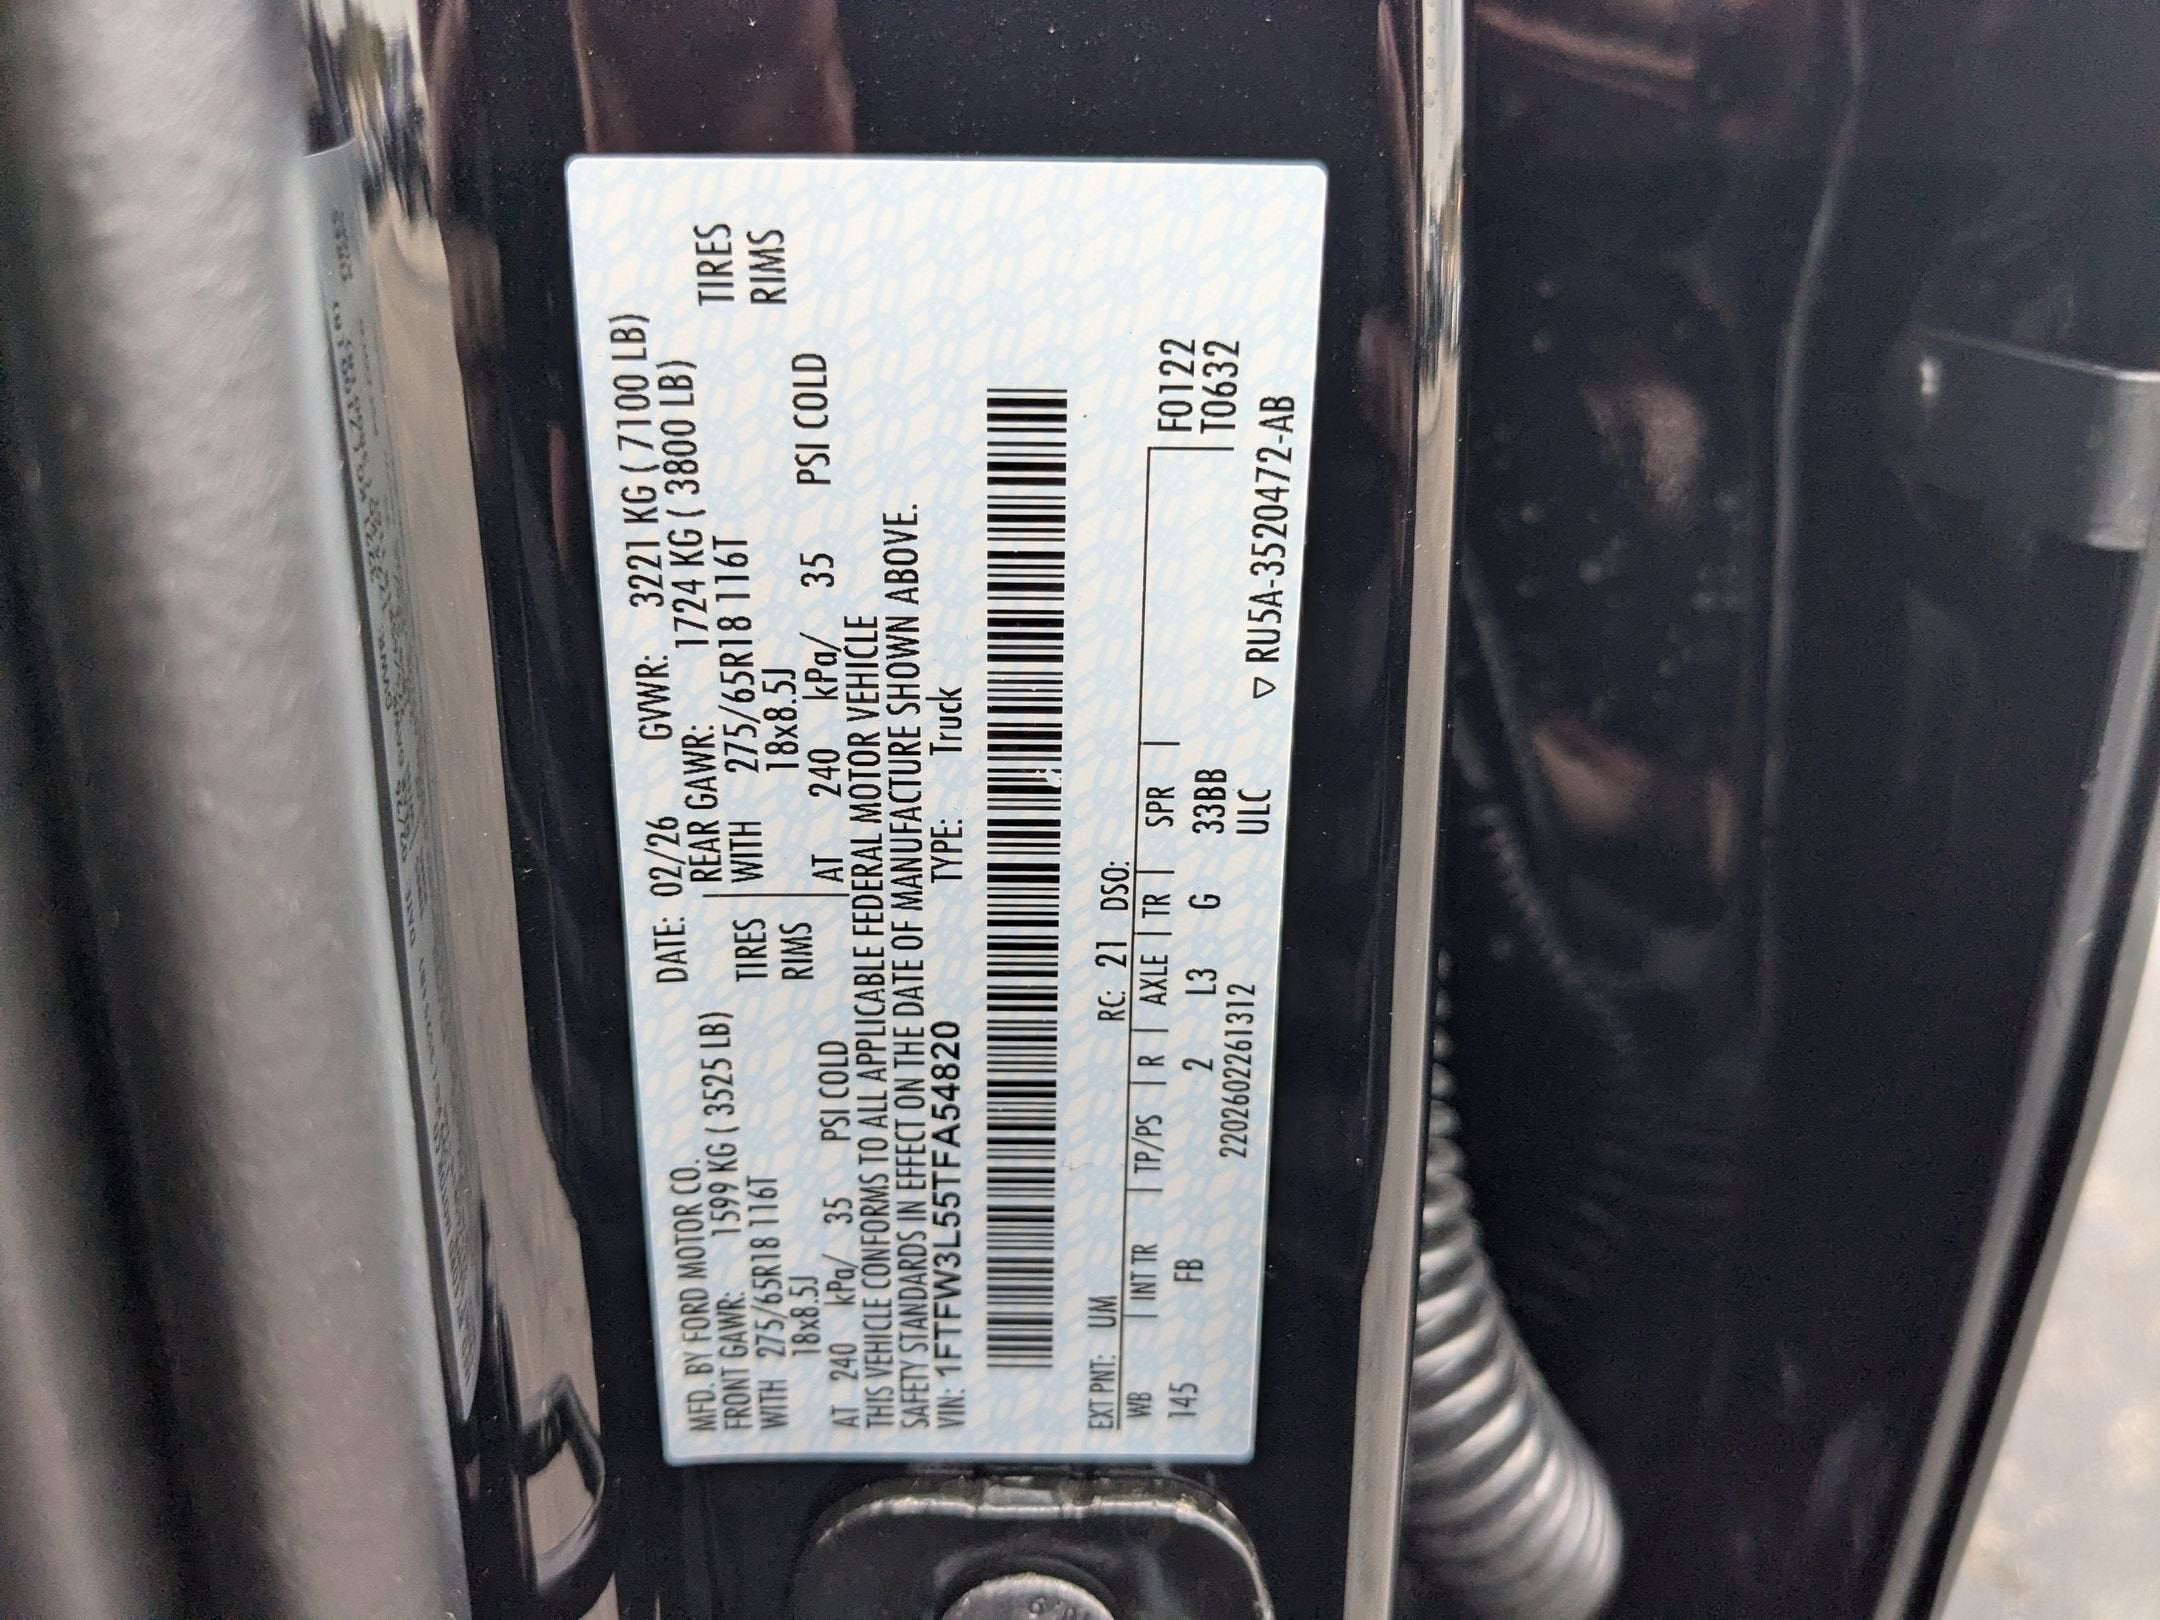 MFD. BY FORD MOTOR CO. DATE: 02/26 GVWR: 3221 KG ( 7100 LB)
FRONT GAWR: 1599 KG ( 3525 LB) REAR GAWR: 1724 KG ( 3800 LB)
WITH 275/65R18 116T TIRES WITH 275/65R18 116T TIRES
18x8.5J RIMS 18x8.5J RIMS
AT 240 kPa/ 35 PSI COLD AT 240 kPa/ 35 PSI COLD
THIS VEHICLE CONFORMS TO ALL APPLICABLE FEDERAL MOTOR VEHICLE
SAFETY STANDARDS IN EFFECT ON THE DATE OF MANUFACTURE SHOWN ABOVE.
VIN: 1FTFW3L55TFA54820 TYPE: Truck
EXT PNT: UM RC: 21 DSO:
WB | INT TR | TP/PS | R | AXLE | TR | SPR | F0122
145 FB 2 2 L3 G 33BB T0632
22026022613​12 ULC ▽ RU5A-3520472-AB